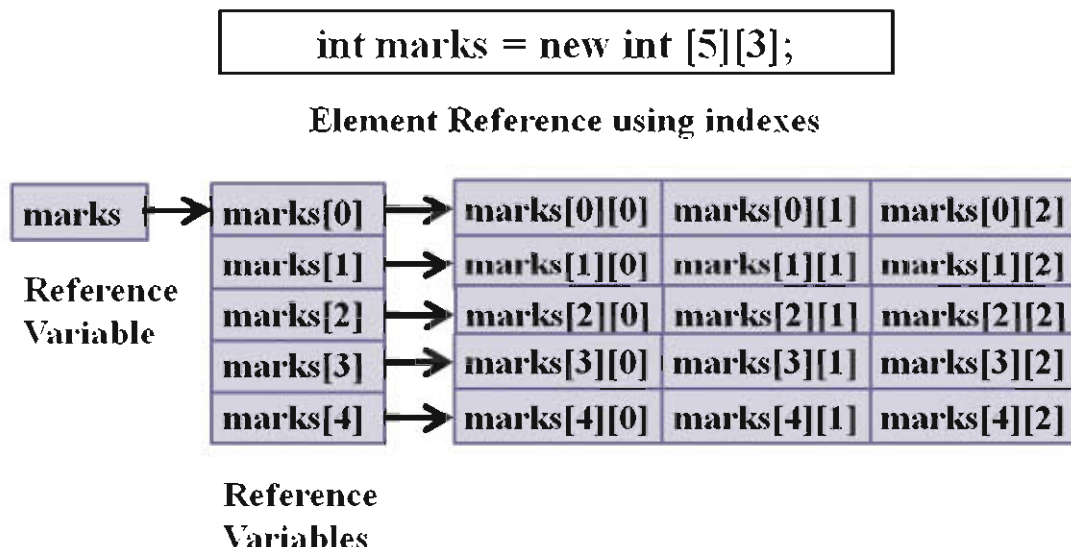 int marks = new int [5][3];
Element Reference using indexes
marks
marks[0] marks[0][0] marks[0][1] marks[0][2]
marks[1] marks[1][0] marks[1][1] marks[1][2]
marks[2] marks[2][0] marks[2][1] marks[2][2]
marks[3] marks[3][0] marks[3][1] marks[3][2]
marks[4] marks[4][0] marks[4][1] marks[4][2]
Reference
Variable
Reference
Variables